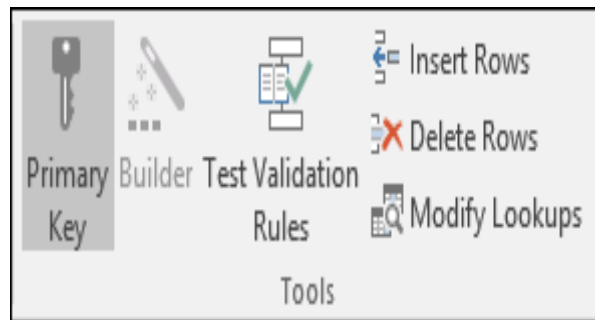 Primary
Key
Builder
Test Validation
Rules
Insert Rows
Delete Rows
Modify Lookups
Tools